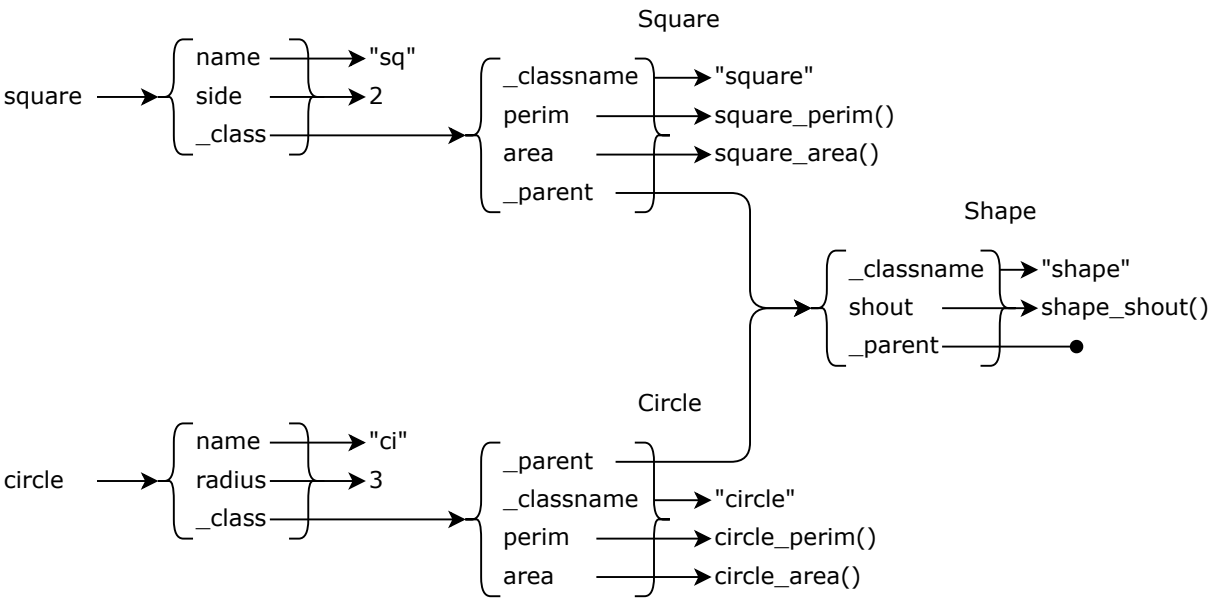 Square
name "sq"
_classname "square"
square side 2
perim square_perim()
_class
area square_area()
_parent
Shape
_classname "shape"
shout shape_shout()
_parent
Circle
name "ci"
_parent
circle radius 3
_classname "circle"
_class
perim circle_perim()
area circle_area()